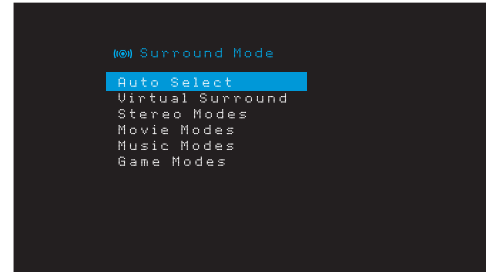 Surround Mode
Auto Select
Virtual Surround
Stereo Modes
Movie Modes
Music Modes
Game Modes